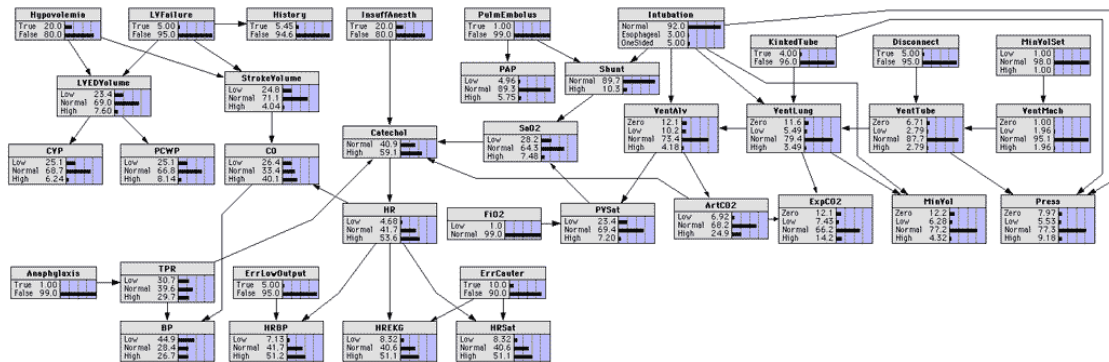 Hypovolemia
True 20.0
False 80.0
LVFailure
True 5.00
False 95.0
History
True 5.45
False 94.6
InsuffAnesth
True 20.0
False 80.0
PulmEmbolus
True 1.00
False 99.0
Intubation
Normal 92.0
Esophageal 3.00
OneSided 5.00
KinkedTube
True 4.00
False 96.0
Disconnect
True 5.00
False 95.0
MinVolSet
Low 1.00
Normal 98.0
High 1.00
LVEDVolume
Low 23.4
Normal 69.0
High 7.60
StrokeVolume
Low 24.8
Normal 71.1
High 4.04
PAP
Low 4.96
Normal 89.3
High 5.75
Shunt
Normal 89.7
High 10.3
VentAlv
Zero 12.1
Low 10.2
Normal 73.4
High 4.18
VentLung
Zero 11.6
Low 5.49
Normal 79.4
High 3.49
VentTube
Zero 6.71
Low 2.79
Normal 87.7
High 2.79
VentMach
Zero 1.00
Low 1.96
Normal 95.1
High 1.96
CVP
Low 25.1
Normal 68.7
High 6.24
PCWP
Low 25.1
Normal 66.8
High 8.14
CO
Low 26.4
Normal 33.4
High 40.1
Catechol
Normal 40.9
High 59.1
SaO2
Low 28.2
Normal 64.3
High 7.48
HR
Low 4.68
Normal 41.7
High 53.6
FiO2
Low 1.0
Normal 99.0
PVSat
Low 23.4
Normal 69.4
High 7.20
ArtCO2
Low 6.92
Normal 68.2
High 24.9
ExpCO2
Zero 12.1
Low 7.43
Normal 66.2
High 14.2
MinVol
Zero 12.2
Low 6.28
Normal 77.2
High 4.32
Press
Zero 7.97
Low 5.53
Normal 77.3
High 9.18
Anaphylaxis
True 1.00
False 99.0
TPR
Low 30.7
Normal 39.6
High 29.7
ErrLowOutput
True 5.00
False 95.0
ErrCauter
True 10.0
False 90.0
BP
Low 44.9
Normal 28.4
High 26.7
HRBP
Low 7.13
Normal 41.7
High 51.2
HREKG
Low 8.32
Normal 40.6
High 51.1
HRSat
Low 8.32
Normal 40.6
High 51.1